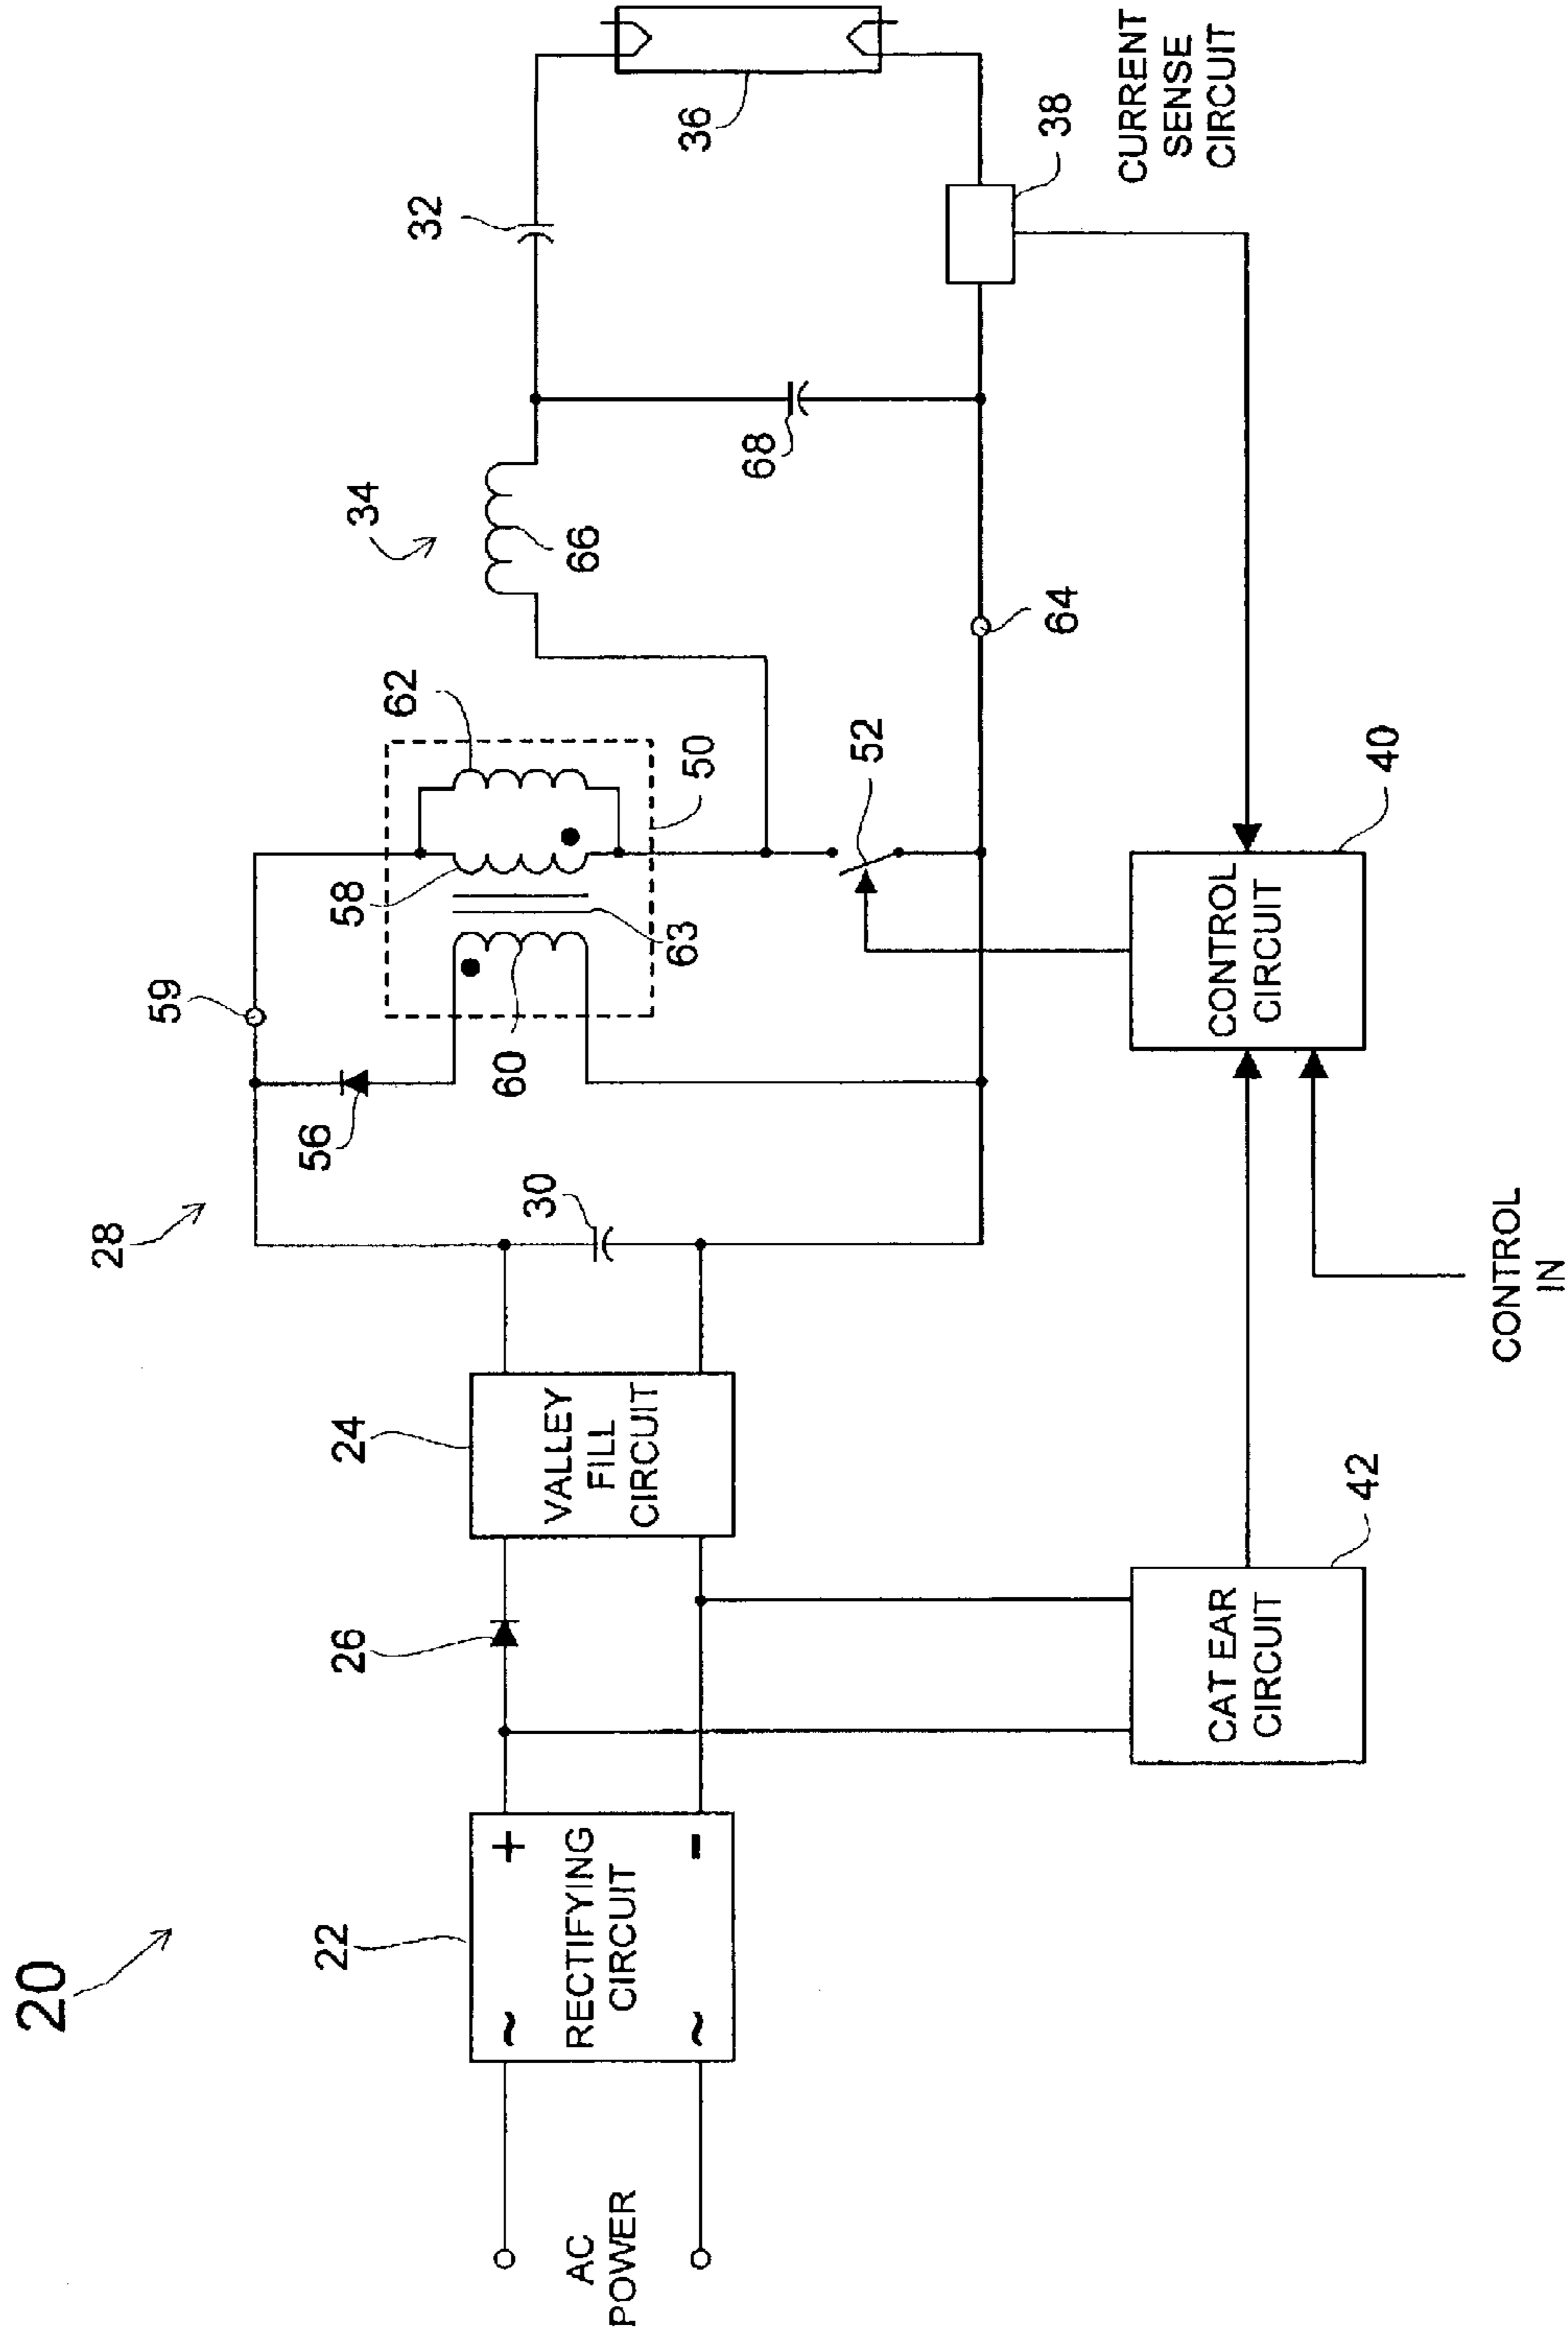 20
28
22
RECTIFYING
CIRCUIT
~
~
+
-
AC
POWER
26
24
VALLEY
FILL
CIRCUIT
30
56
59
60
58
63
62
50
52
34
66
64
68
32
36
38
CURRENT
SENSE
CIRCUIT
40
CONTROL
CIRCUIT
42
CAT EAR
CIRCUIT
CONTROL
IN